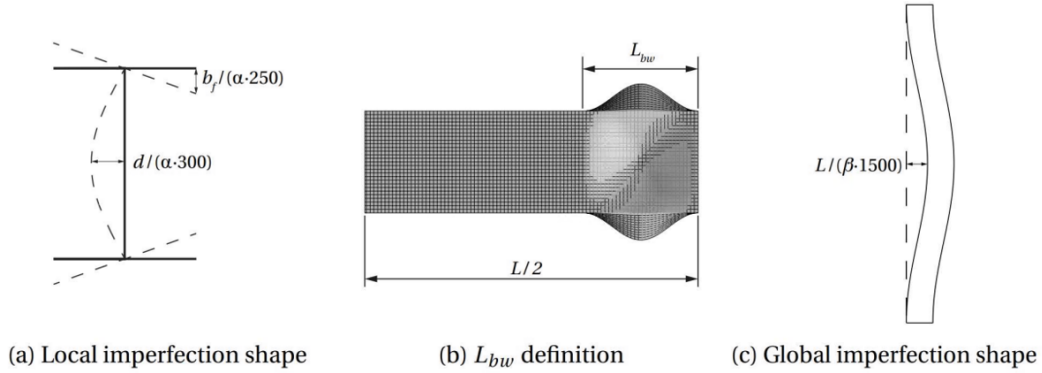 b_f/(α·250)
d/(α·300)
L_bw
L/2
L/(β·1500)
(a) Local imperfection shape
(b) L_bw definition
(c) Global imperfection shape